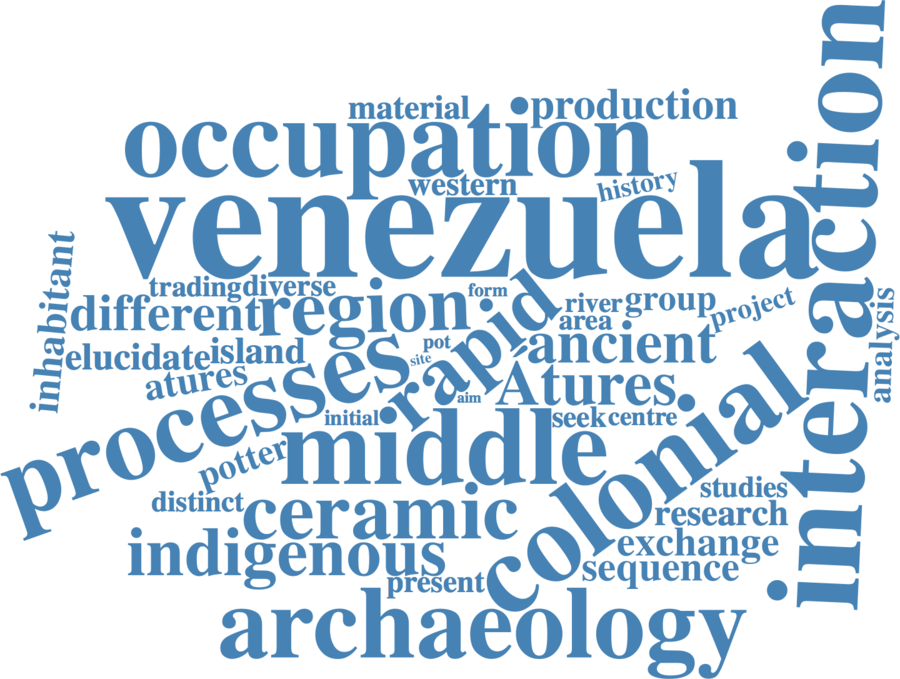 material
production
occupation
western
history
venezuela
interaction
inhabitant
trading
diverse
form
different
region
rapid
river
group
project
area
analysis
elucidate
island
pot
site
ancient
atures
processes
aim
Átures
initial
seek
centre
middle
colonial
potter
distinct
studies
ceramic
research
indigenous
exchange
present
sequence
archaeology